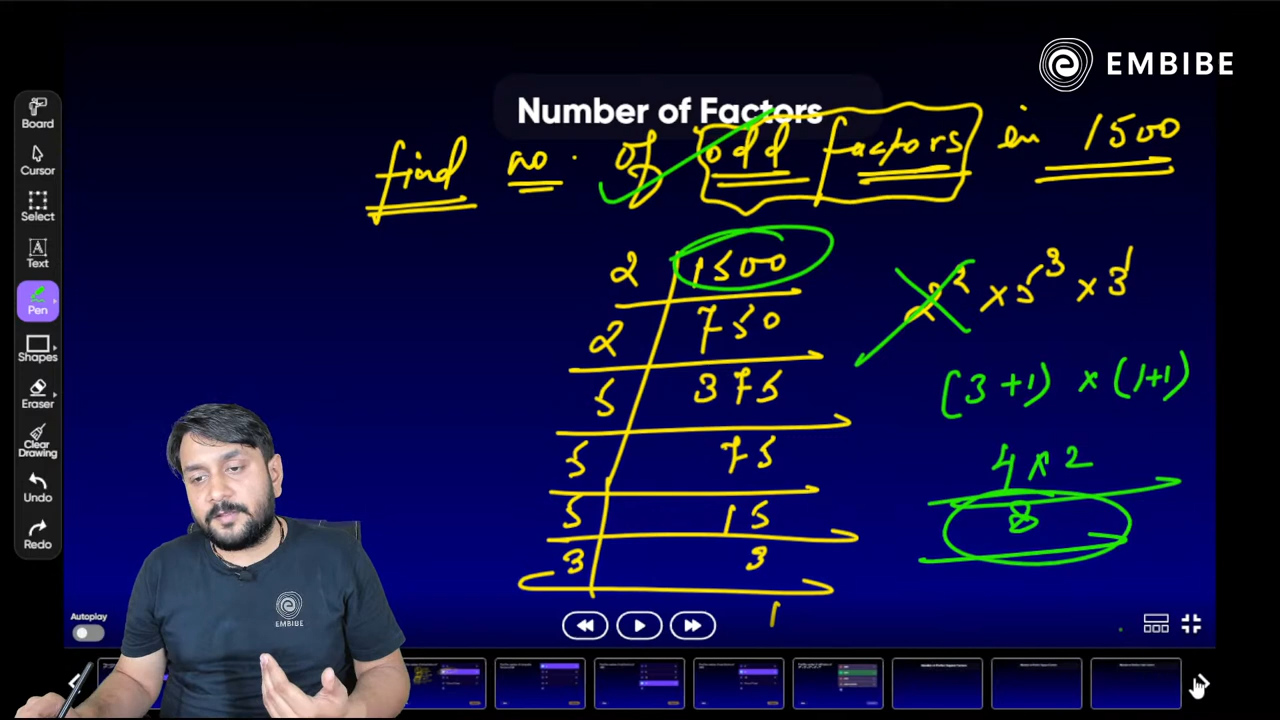 EMBIBE
Number of Factors
find no. of odd factors in 1500
Board
Cursor
Select
Text
Pen
Shapes
Eraser
Clear
Drawing
Undo
Redo
2 1500
2 750
5 375
5 75
5 15
3 3
1
2² × 5³ × 3¹
(3+1) × (1+1)
4 × 2
8
EMBIBE
Autoplay